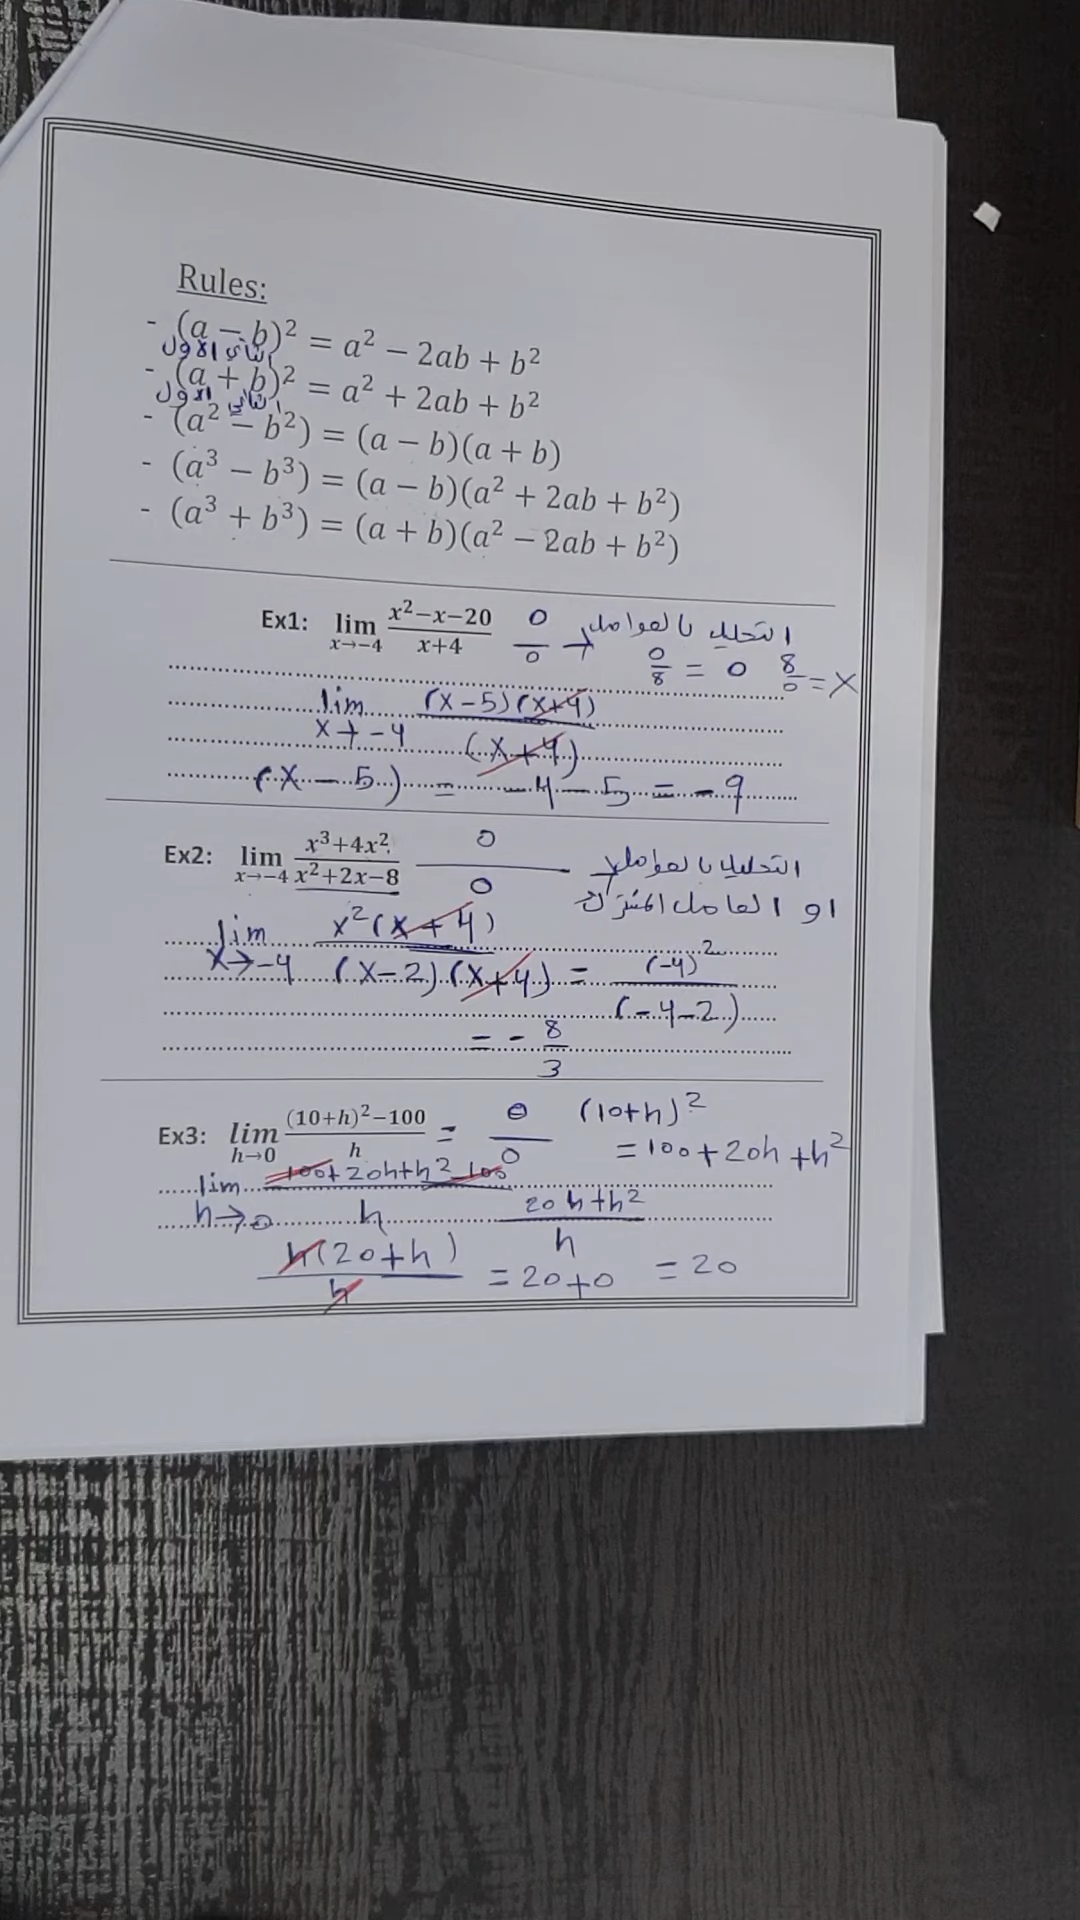 Rules:
- (a − b)² = a² − 2ab + b²
الأول الثاني
- (a + b)² = a² + 2ab + b²
الأول الثاني
- (a² − b²) = (a − b)(a + b)
- (a³ − b³) = (a − b)(a² + 2ab + b²)
- (a³ + b³) = (a + b)(a² − 2ab + b²)
Ex1: lim x→−4 (x²−x−20)/(x+4) 0/0 → التحليل بالعوامل
0/8 = 0 8/0 = X
lim x→-4 (x-5)(x+4)/(x+4)
(x-5) = -4-5 = -9
Ex2: lim x→−4 (x³+4x²)/(x²+2x−8) 0/0 → التحليل بالعوامل
او العامل المشترك
lim x→-4 x²(x+4)/(x-2)(x+4) = (-4)²/(-4-2)
= - 8/3
Ex3: lim h→0 ((10+h)²−100)/h = 0/0 (10+h)²
= 100+20h+h²
lim h→0 (100+20h+h²-100)/h (20h+h²)/h
h(20+h)/h = 20+0 = 20